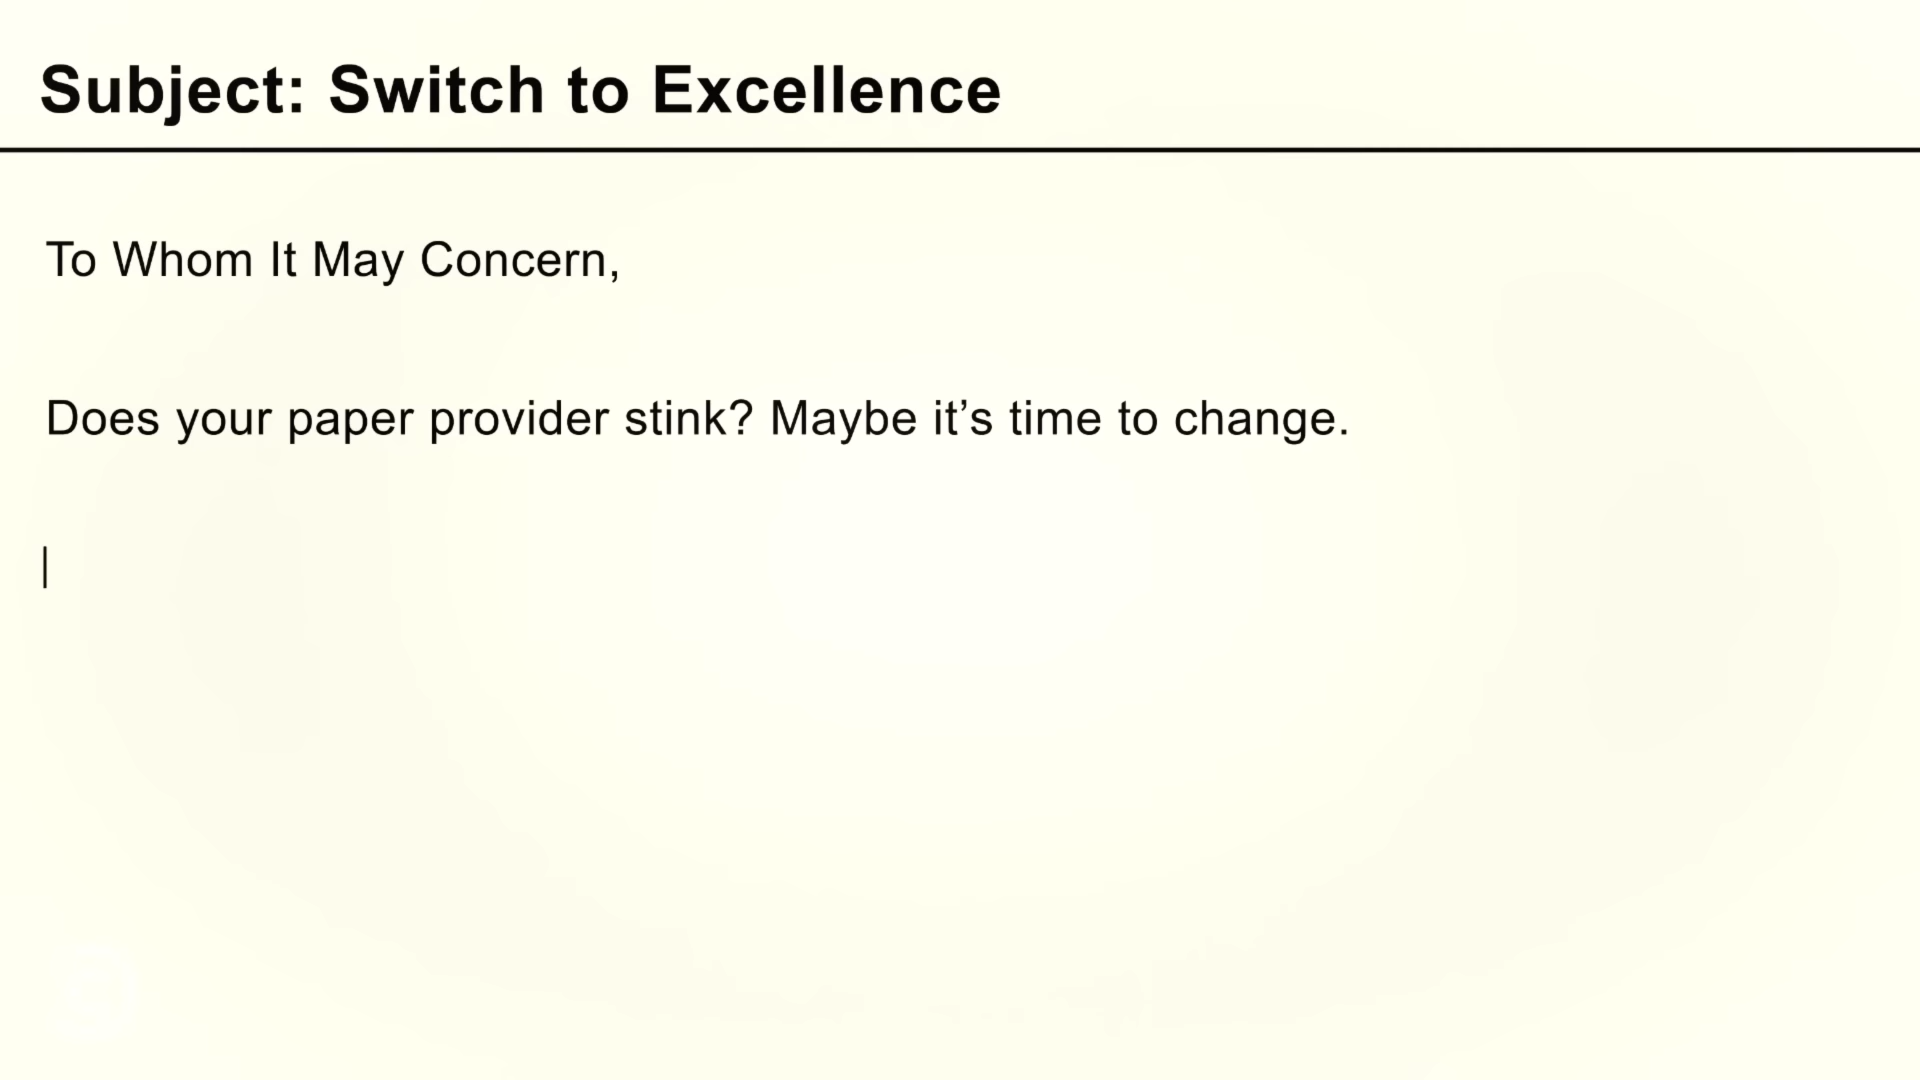 Subject: Switch to Excellence
To Whom It May Concern,
Does your paper provider stink? Maybe it’s time to change.